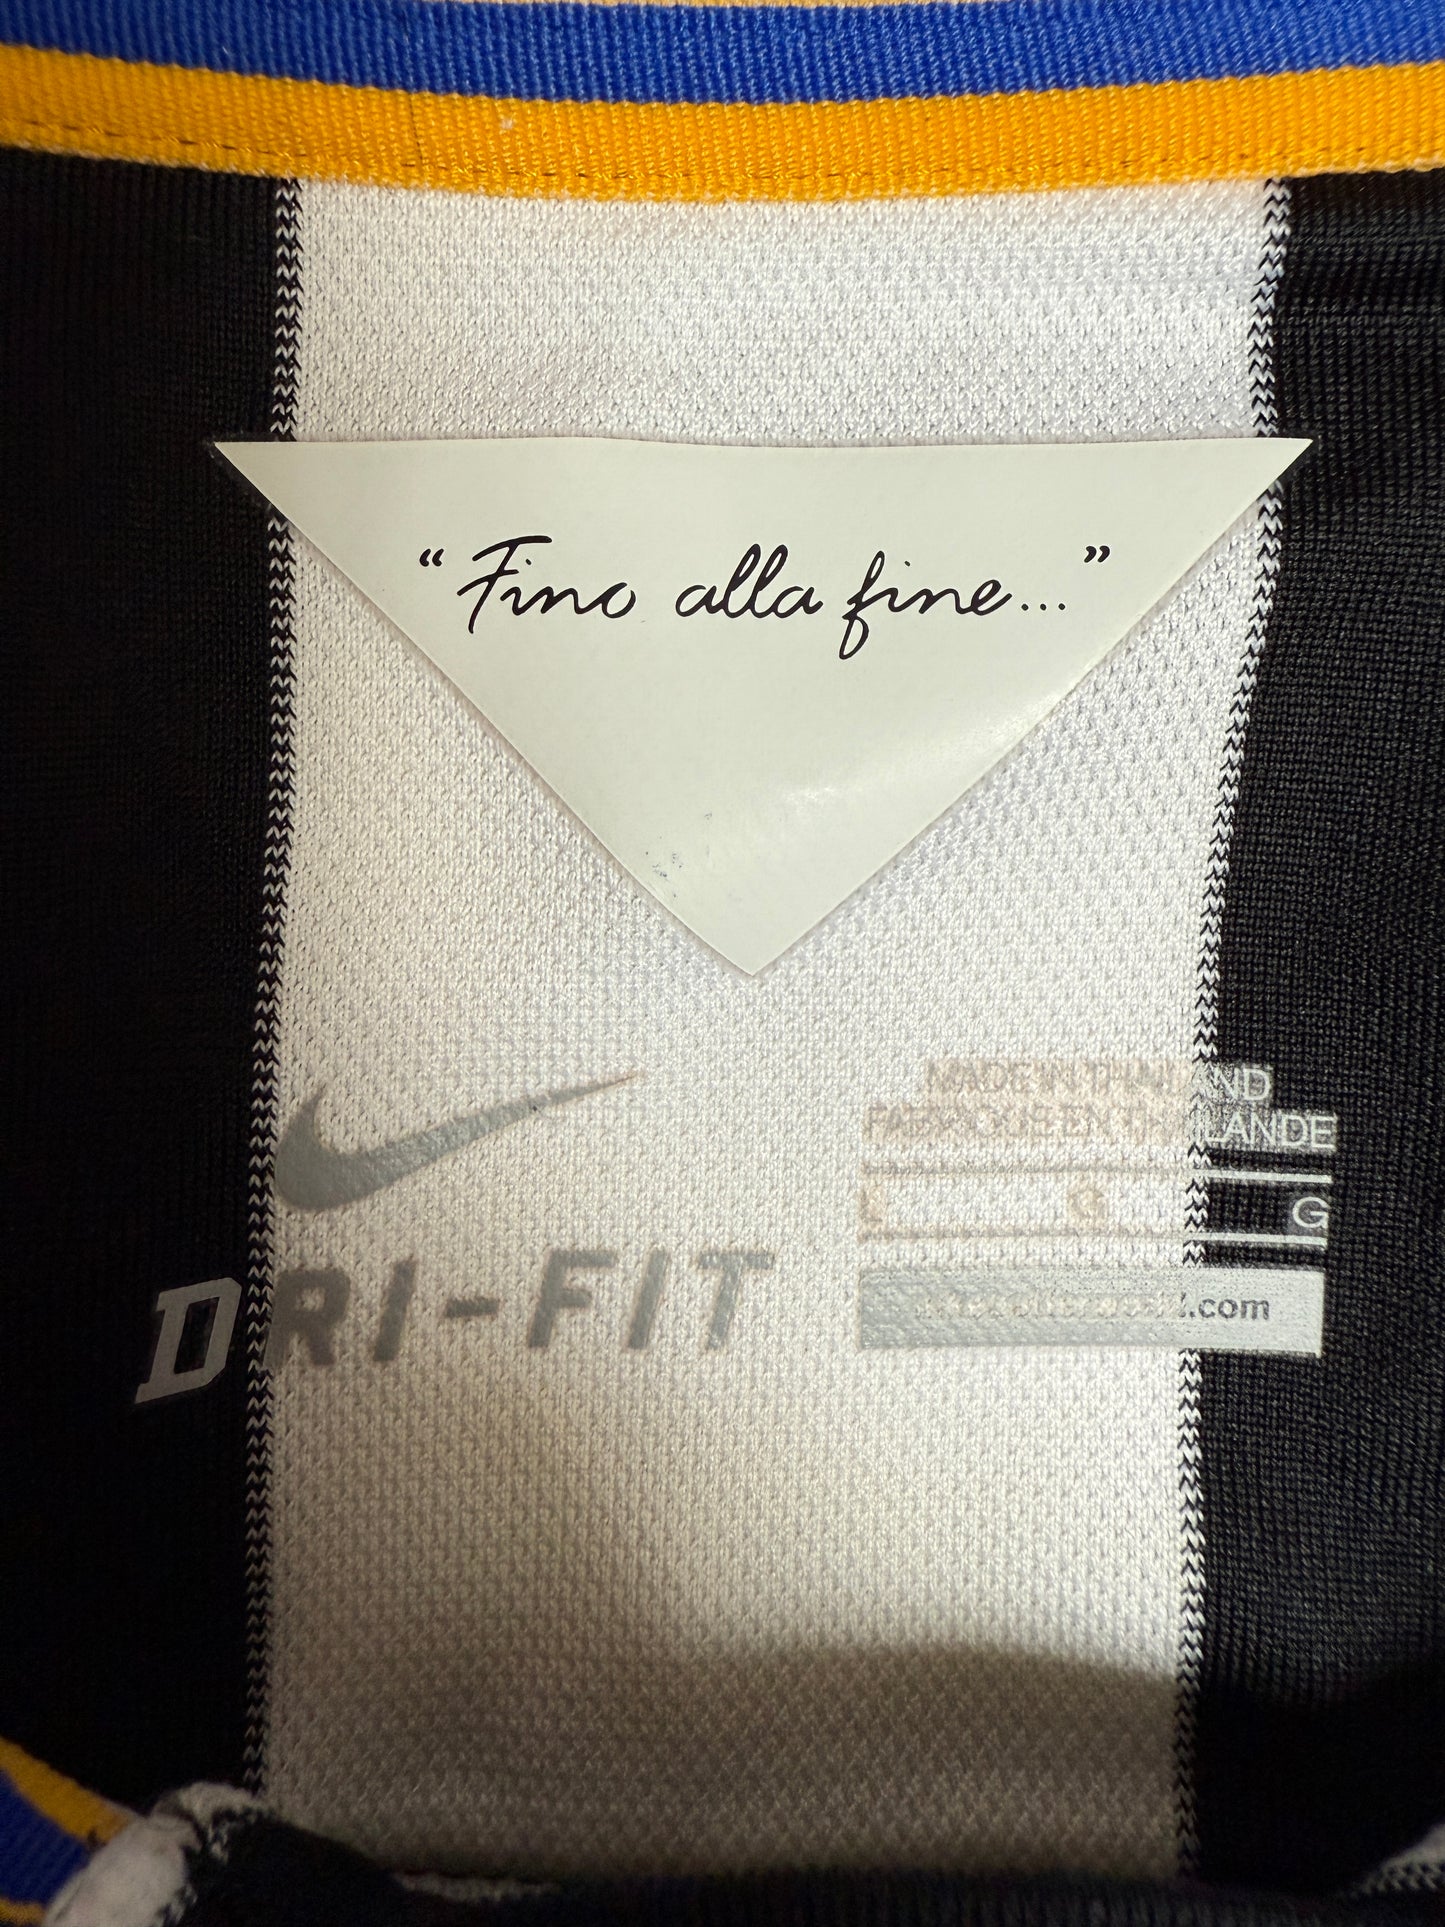 “Fino alla fine...”
MADE IN THAILAND
FABRIQUE EN THAILANDE
L G G
DRI-FIT
.com